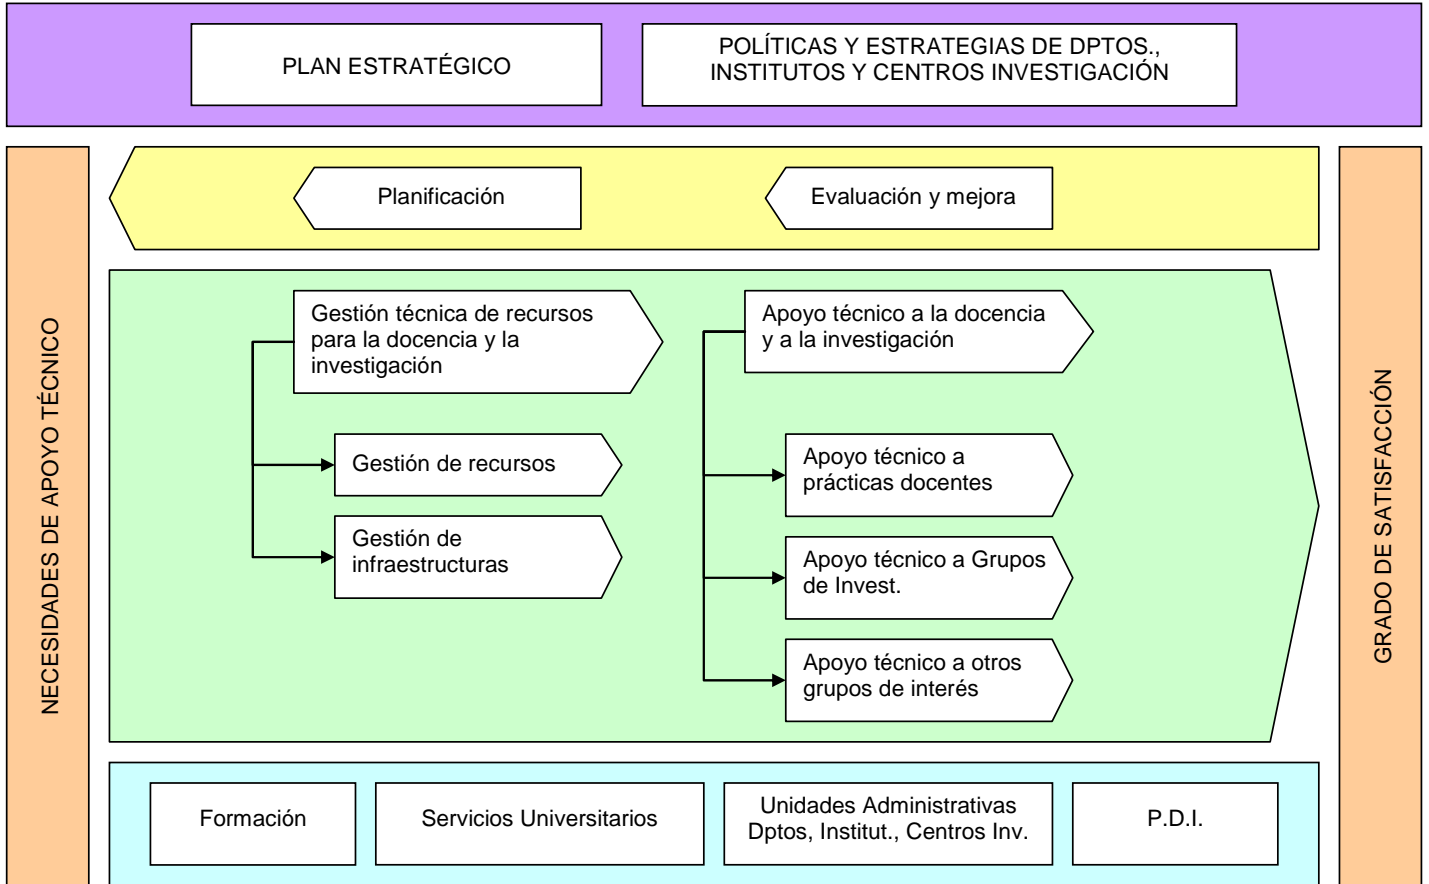 PLAN ESTRATÉGICO
POLÍTICAS Y ESTRATEGIAS DE DPTOS.,
INSTITUTOS Y CENTROS INVESTIGACIÓN
NECESIDADES DE APOYO TÉCNICO
Planificación
Evaluación y mejora
Gestión técnica de recursos
para la docencia y la
investigación
Gestión de recursos
Gestión de
infraestructuras
Apoyo técnico a la docencia
y a la investigación
Apoyo técnico a
prácticas docentes
Apoyo técnico a Grupos
de Invest.
Apoyo técnico a otros
grupos de interés
GRADO DE SATISFACCIÓN
Formación
Servicios Universitarios
Unidades Administrativas
Dptos, Institut., Centros Inv.
P.D.I.